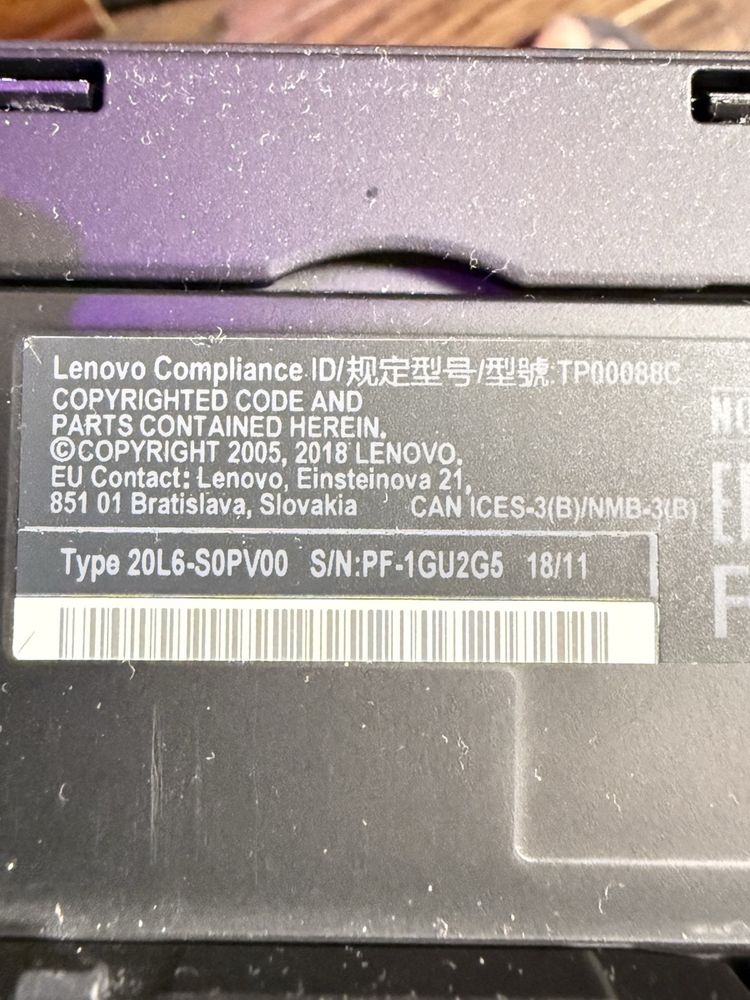 Lenovo Compliance ID/规定型号/型號:TP00088C
COPYRIGHTED CODE AND
PARTS CONTAINED HEREIN.
©COPYRIGHT 2005, 2018 LENOVO.
EU Contact: Lenovo, Einsteinova 21,
851 01 Bratislava, Slovakia CAN ICES-3(B)/NMB-3(B)
Type 20L6-S0PV00 S/N:PF-1GU2G5 18/11